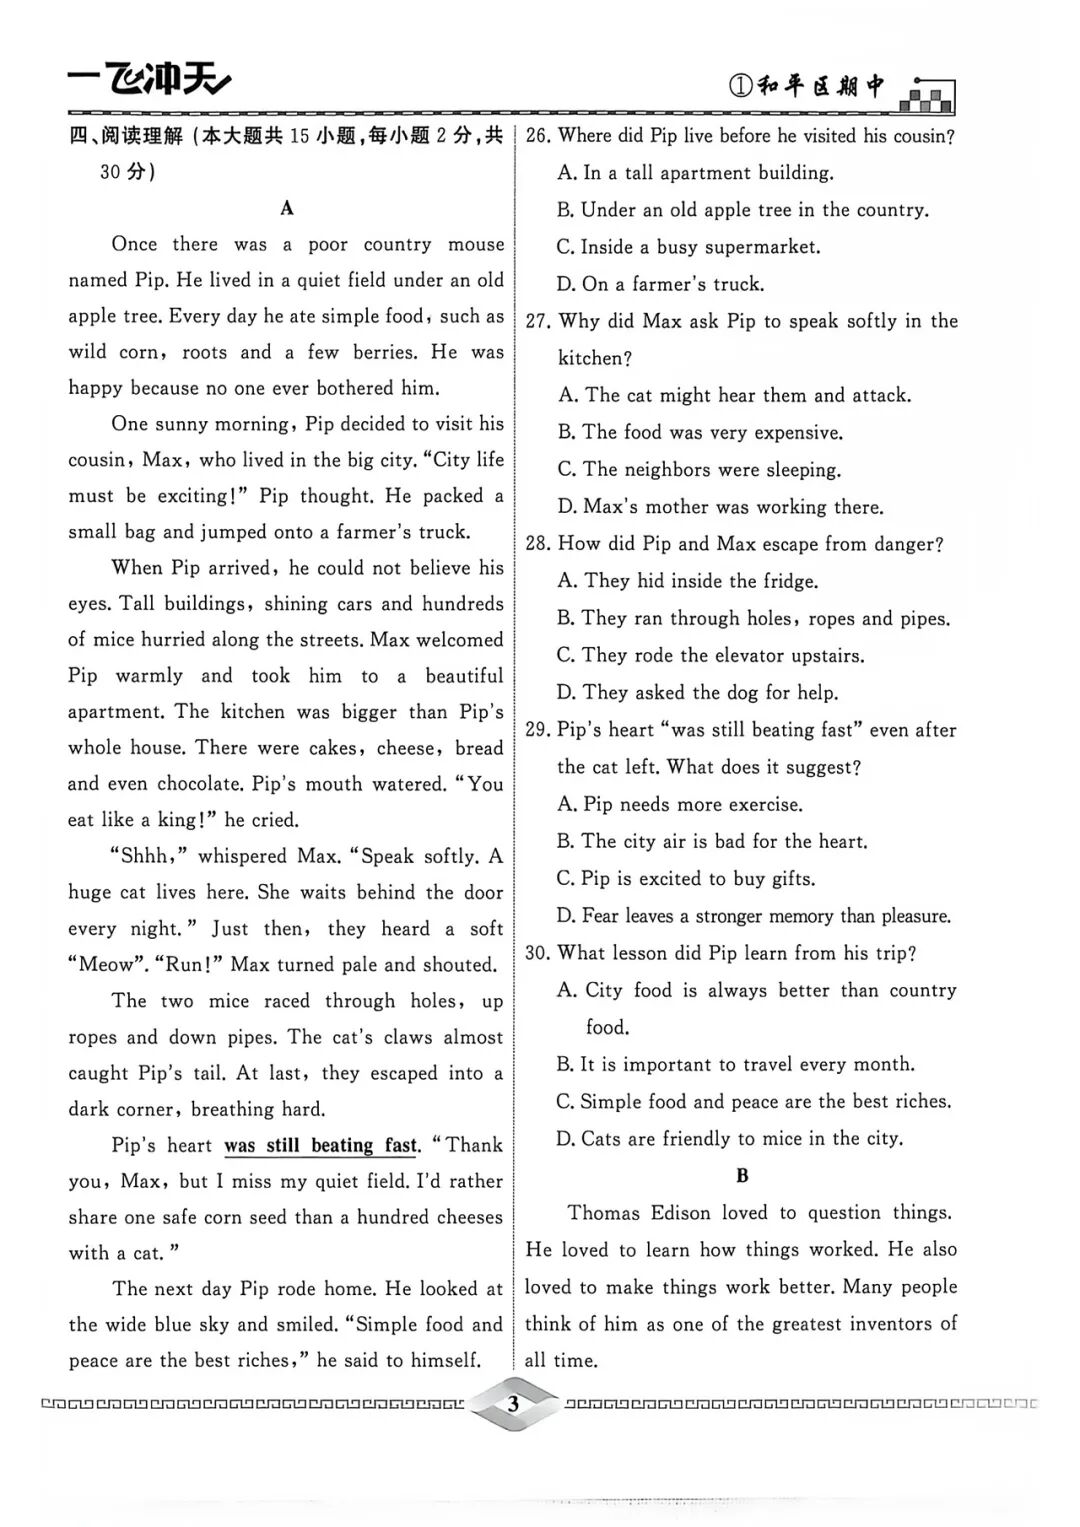 一飞冲天
①和平区期中
四、阅读理解(本大题共 15 小题,每小题 2 分,共
30 分)
A
Once there was a poor country mouse
named Pip. He lived in a quiet field under an old
apple tree. Every day he ate simple food, such as
wild corn, roots and a few berries. He was
happy because no one ever bothered him.
One sunny morning, Pip decided to visit his
cousin, Max, who lived in the big city. “City life
must be exciting!” Pip thought. He packed a
small bag and jumped onto a farmer's truck.
When Pip arrived, he could not believe his
eyes. Tall buildings, shining cars and hundreds
of mice hurried along the streets. Max welcomed
Pip warmly and took him to a beautiful
apartment. The kitchen was bigger than Pip's
whole house. There were cakes, cheese, bread
and even chocolate. Pip's mouth watered. “You
eat like a king!” he cried.
“Shhh,” whispered Max. “Speak softly. A
huge cat lives here. She waits behind the door
every night.” Just then, they heard a soft
“Meow”. “Run!” Max turned pale and shouted.
The two mice raced through holes, up
ropes and down pipes. The cat's claws almost
caught Pip's tail. At last, they escaped into a
dark corner, breathing hard.
Pip's heart was still beating fast. “Thank
you, Max, but I miss my quiet field. I'd rather
share one safe corn seed than a hundred cheeses
with a cat.”
The next day Pip rode home. He looked at
the wide blue sky and smiled. “Simple food and
peace are the best riches,” he said to himself.
26. Where did Pip live before he visited his cousin?
A. In a tall apartment building.
B. Under an old apple tree in the country.
C. Inside a busy supermarket.
D. On a farmer's truck.
27. Why did Max ask Pip to speak softly in the
kitchen?
A. The cat might hear them and attack.
B. The food was very expensive.
C. The neighbors were sleeping.
D. Max's mother was working there.
28. How did Pip and Max escape from danger?
A. They hid inside the fridge.
B. They ran through holes, ropes and pipes.
C. They rode the elevator upstairs.
D. They asked the dog for help.
29. Pip's heart “was still beating fast” even after
the cat left. What does it suggest?
A. Pip needs more exercise.
B. The city air is bad for the heart.
C. Pip is excited to buy gifts.
D. Fear leaves a stronger memory than pleasure.
30. What lesson did Pip learn from his trip?
A. City food is always better than country
food.
B. It is important to travel every month.
C. Simple food and peace are the best riches.
D. Cats are friendly to mice in the city.
B
Thomas Edison loved to question things.
He loved to learn how things worked. He also
loved to make things work better. Many people
think of him as one of the greatest inventors of
all time.
3